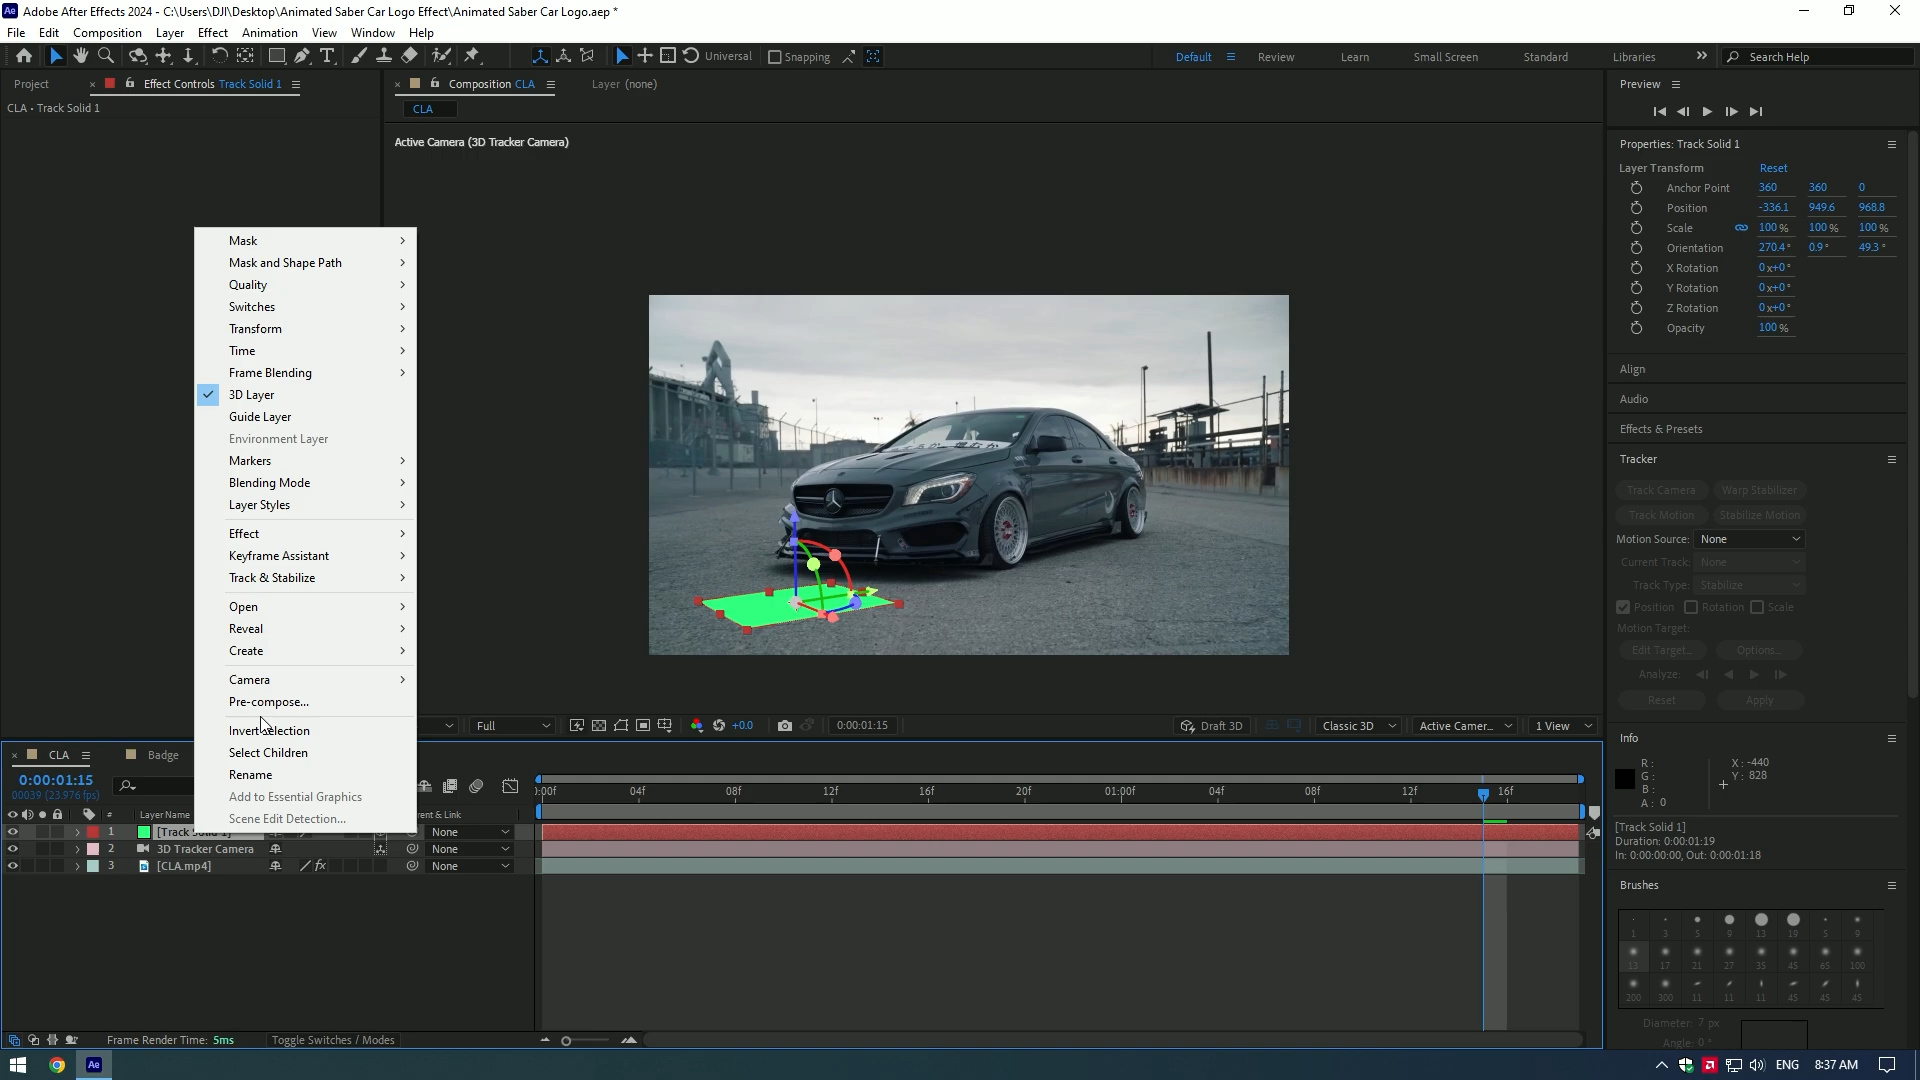 Adobe After Effects 2024 - C:\Users\DJI\Desktop\Animated Saber Car Logo Effect\Animated Saber Car Logo.aep *
File Edit Composition Layer Effect Animation View Window Help
Universal Snapping Default Review Learn Small Screen Standard Libraries Search Help
Project Effect Controls Track Solid 1 Composition CLA Layer (none) Preview
CLA • Track Solid 1 CLA
Active Camera (3D Tracker Camera)
Properties: Track Solid 1
Layer Transform Reset
Anchor Point 360 360 0
Position -336.1 949.6 968.8
Scale 100 % 100 % 100 %
Orientation 270.4° 0.9° 49.3°
X Rotation 0x+0°
Y Rotation 0x+0°
Z Rotation 0x+0°
Opacity 100 %
Align
Audio
Effects & Presets
Tracker
Track Camera Warp Stabilizer
Track Motion Stabilize Motion
Motion Source: None
Current Track: None
Track Type: Stabilize
Position Rotation Scale
Motion Target:
Edit Target... Options...
Analyze:
Reset Apply
Mask
Mask and Shape Path
Quality
Switches
Transform
Time
Frame Blending
3D Layer
Guide Layer
Environment Layer
Markers
Blending Mode
Layer Styles
Effect
Keyframe Assistant
Track & Stabilize
Open
Reveal
Create
Camera
Pre-compose...
Invert Selection
Select Children
Rename
Add to Essential Graphics
Scene Edit Detection...
Full +0.0 0:00:01:15 Draft 3D Classic 3D Active Camer... 1 View
Info
R:
G:
B:
A: 0
X: -440
Y: 828
[Track Solid 1]
Duration: 0:00:01:19
In: 0:00:00:00, Out: 0:00:01:18
CLA Badge
0:00:01:15
00039 (23.976 fps)
:00f 04f 08f 12f 16f 20f 01:00f 04f 08f 12f 16f
# Layer Name
1 [Track Solid 1] None
2 3D Tracker Camera None
3 [CLA.mp4] fx None
Brushes
1 3 5 9 13 19 5 9
13 17 21 27 35 45 65 100
200 300 11 11 11 45 45 45
Diameter: 7 px
Angle: 0°
Frame Render Time: 5ms Toggle Switches / Modes
Ae ENG 8:37 AM